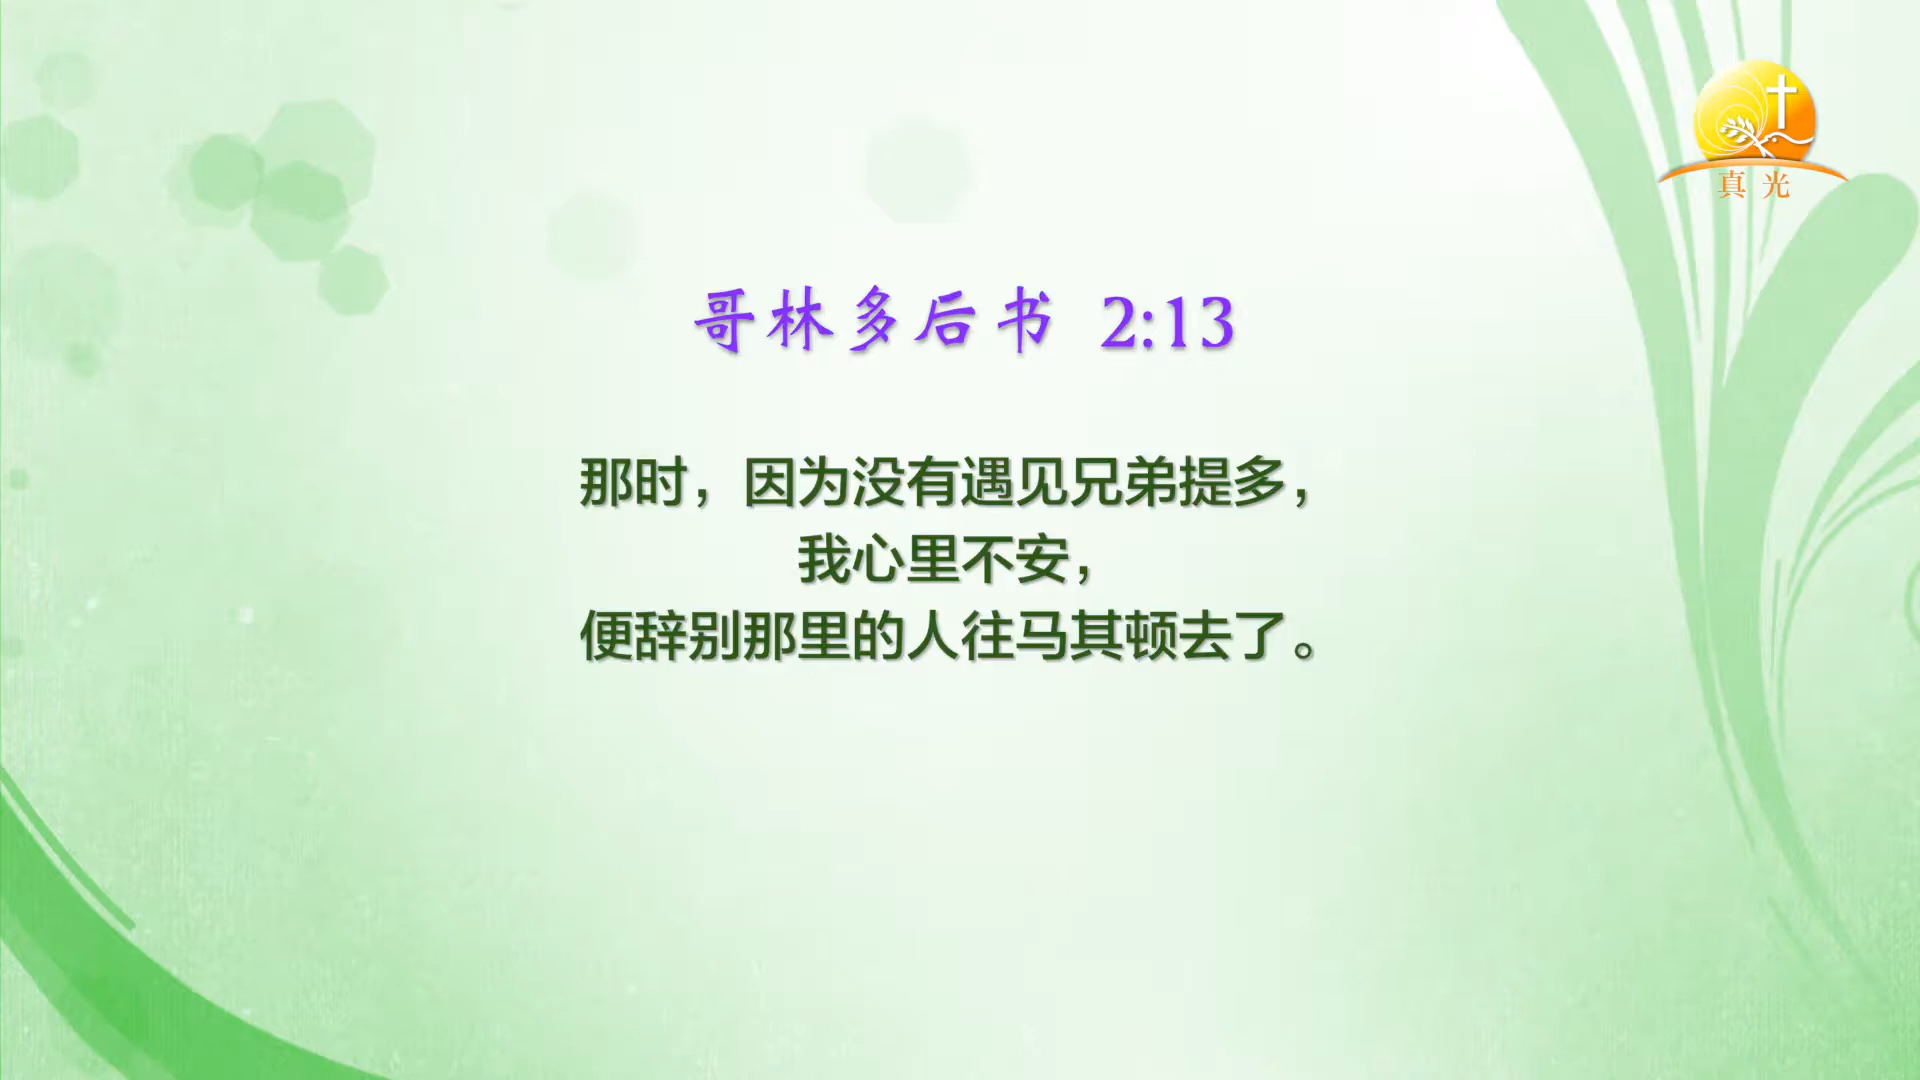 真光
哥林多后书 2:13
那时，因为没有遇见兄弟提多，
我心里不安，
便辞别那里的人往马其顿去了。